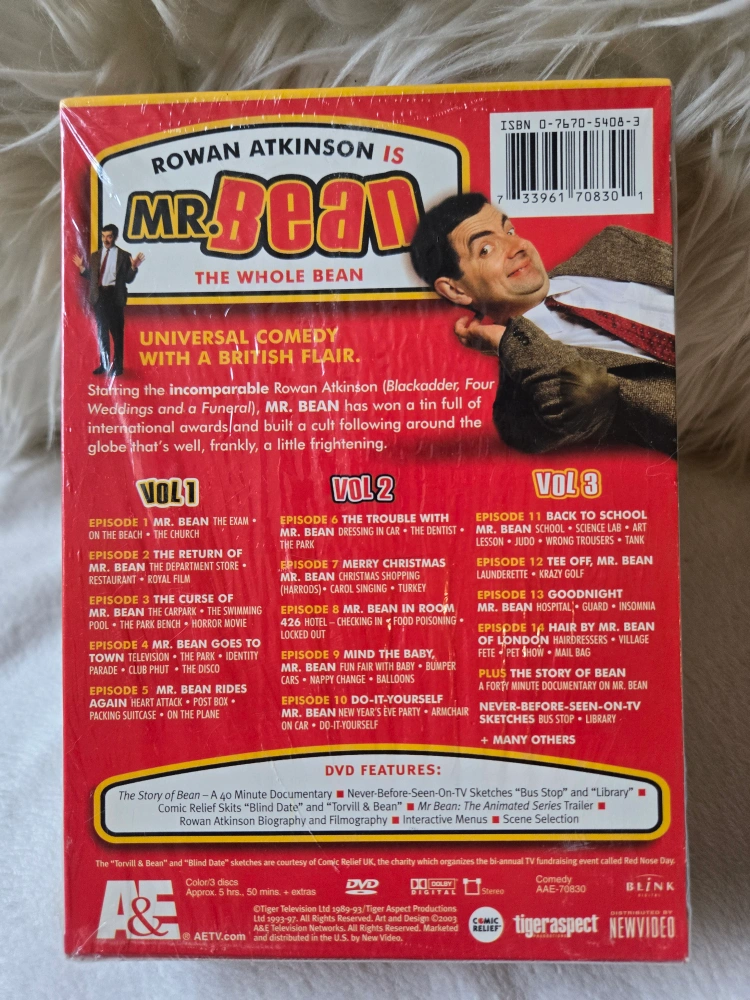 ISBN 0-7670-5408-3
7 33961 70830 1
ROWAN ATKINSON IS
MR. Bean
THE WHOLE BEAN
UNIVERSAL COMEDY
WITH A BRITISH FLAIR.
Starring the incomparable Rowan Atkinson (Blackadder, Four
Weddings and a Funeral), MR. BEAN has won a tin full of
international awards and built a cult following around the
globe that's well, frankly, a little frightening.
VOL 1
EPISODE 1 MR. BEAN THE EXAM •
ON THE BEACH • THE CHURCH
EPISODE 2 THE RETURN OF
MR. BEAN THE DEPARTMENT STORE •
RESTAURANT • ROYAL FILM
EPISODE 3 THE CURSE OF
MR. BEAN THE CARPARK • THE SWIMMING
POOL • THE PARK BENCH • HORROR MOVIE
EPISODE 4 MR. BEAN GOES TO
TOWN TELEVISION • THE PARK • IDENTITY
PARADE • CLUB PHUT • THE DISCO
EPISODE 5 MR. BEAN RIDES
AGAIN HEART ATTACK • POST BOX •
PACKING SUITCASE • ON THE PLANE
VOL 2
EPISODE 6 THE TROUBLE WITH
MR. BEAN DRESSING IN CAR • THE DENTIST •
THE PARK
EPISODE 7 MERRY CHRISTMAS
MR. BEAN CHRISTMAS SHOPPING
(HARRODS) • CAROL SINGING • TURKEY
EPISODE 8 MR. BEAN IN ROOM
426 HOTEL – CHECKING IN • FOOD POISONING •
LOCKED OUT
EPISODE 9 MIND THE BABY,
MR. BEAN FUN FAIR WITH BABY • BUMPER
CARS • NAPPY CHANGE • BALLOONS
EPISODE 10 DO-IT-YOURSELF
MR. BEAN NEW YEAR'S EVE PARTY • ARMCHAIR
ON CAR • DO-IT-YOURSELF
VOL 3
EPISODE 11 BACK TO SCHOOL
MR. BEAN SCHOOL • SCIENCE LAB • ART
LESSON • JUDO • WRONG TROUSERS • TANK
EPISODE 12 TEE OFF, MR. BEAN
LAUNDERETTE • KRAZY GOLF
EPISODE 13 GOODNIGHT
MR. BEAN HOSPITAL • GUARD • INSOMNIA
EPISODE 14 HAIR BY MR. BEAN
OF LONDON HAIRDRESSERS • VILLAGE
FETE • PET SHOW • MAIL BAG
PLUS THE STORY OF BEAN
A FORTY MINUTE DOCUMENTARY ON MR. BEAN
NEVER-BEFORE-SEEN-ON-TV
SKETCHES BUS STOP • LIBRARY
+ MANY OTHERS
DVD FEATURES:
The Story of Bean – A 40 Minute Documentary ■ Never-Before-Seen-On-TV Sketches "Bus Stop" and "Library" ■
Comic Relief Skits "Blind Date" and "Torvill & Bean" ■ Mr Bean: The Animated Series Trailer ■
Rowan Atkinson Biography and Filmography ■ Interactive Menus ■ Scene Selection
The "Torvill & Bean" and "Blind Date" sketches are courtesy of Comic Relief UK, the charity which organizes the bi-annual TV fundraising event called Red Nose Day.
A&E ®
AETV.com
Color/3 discs
Approx. 5 hrs., 50 mins. + extras
DVD
VIDEO
DOLBY
DIGITAL
Stereo
Comedy
AAE-70830
BLINK
DIGITAL
©Tiger Television Ltd 1989-93/Tiger Aspect Productions
Ltd 1993-97. All Rights Reserved. Art and Design ©2003
A&E Television Networks. All Rights Reserved. Marketed
and distributed in the U.S. by New Video.
COMIC
RELIEF
tigeraspect
PRODUCTIONS
DISTRIBUTED BY
NEWVIDEO